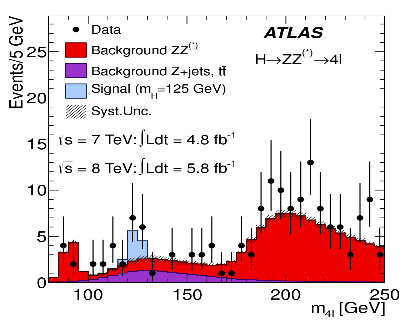 ATLAS
Data
Background ZZ(*)
Background Z+jets, tt̄
Signal (mH=125 GeV)
Syst.Unc.
H→ZZ(*)→4l
√s = 7 TeV:∫Ldt = 4.8 fb-1
√s = 8 TeV:∫Ldt = 5.8 fb-1
Events/5 GeV
25
20
15
10
5
0
100 150 200 250
m4l [GeV]